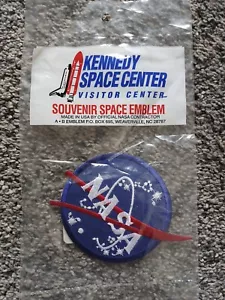 KENNEDY
SPACE CENTER
VISITOR CENTER
SOUVENIR SPACE EMBLEM
MADE IN USA BY OFFICIAL NASA CONTRACTOR
A • B EMBLEM P.O. BOX 695, WEAVERVILLE, NC 28787
NASA